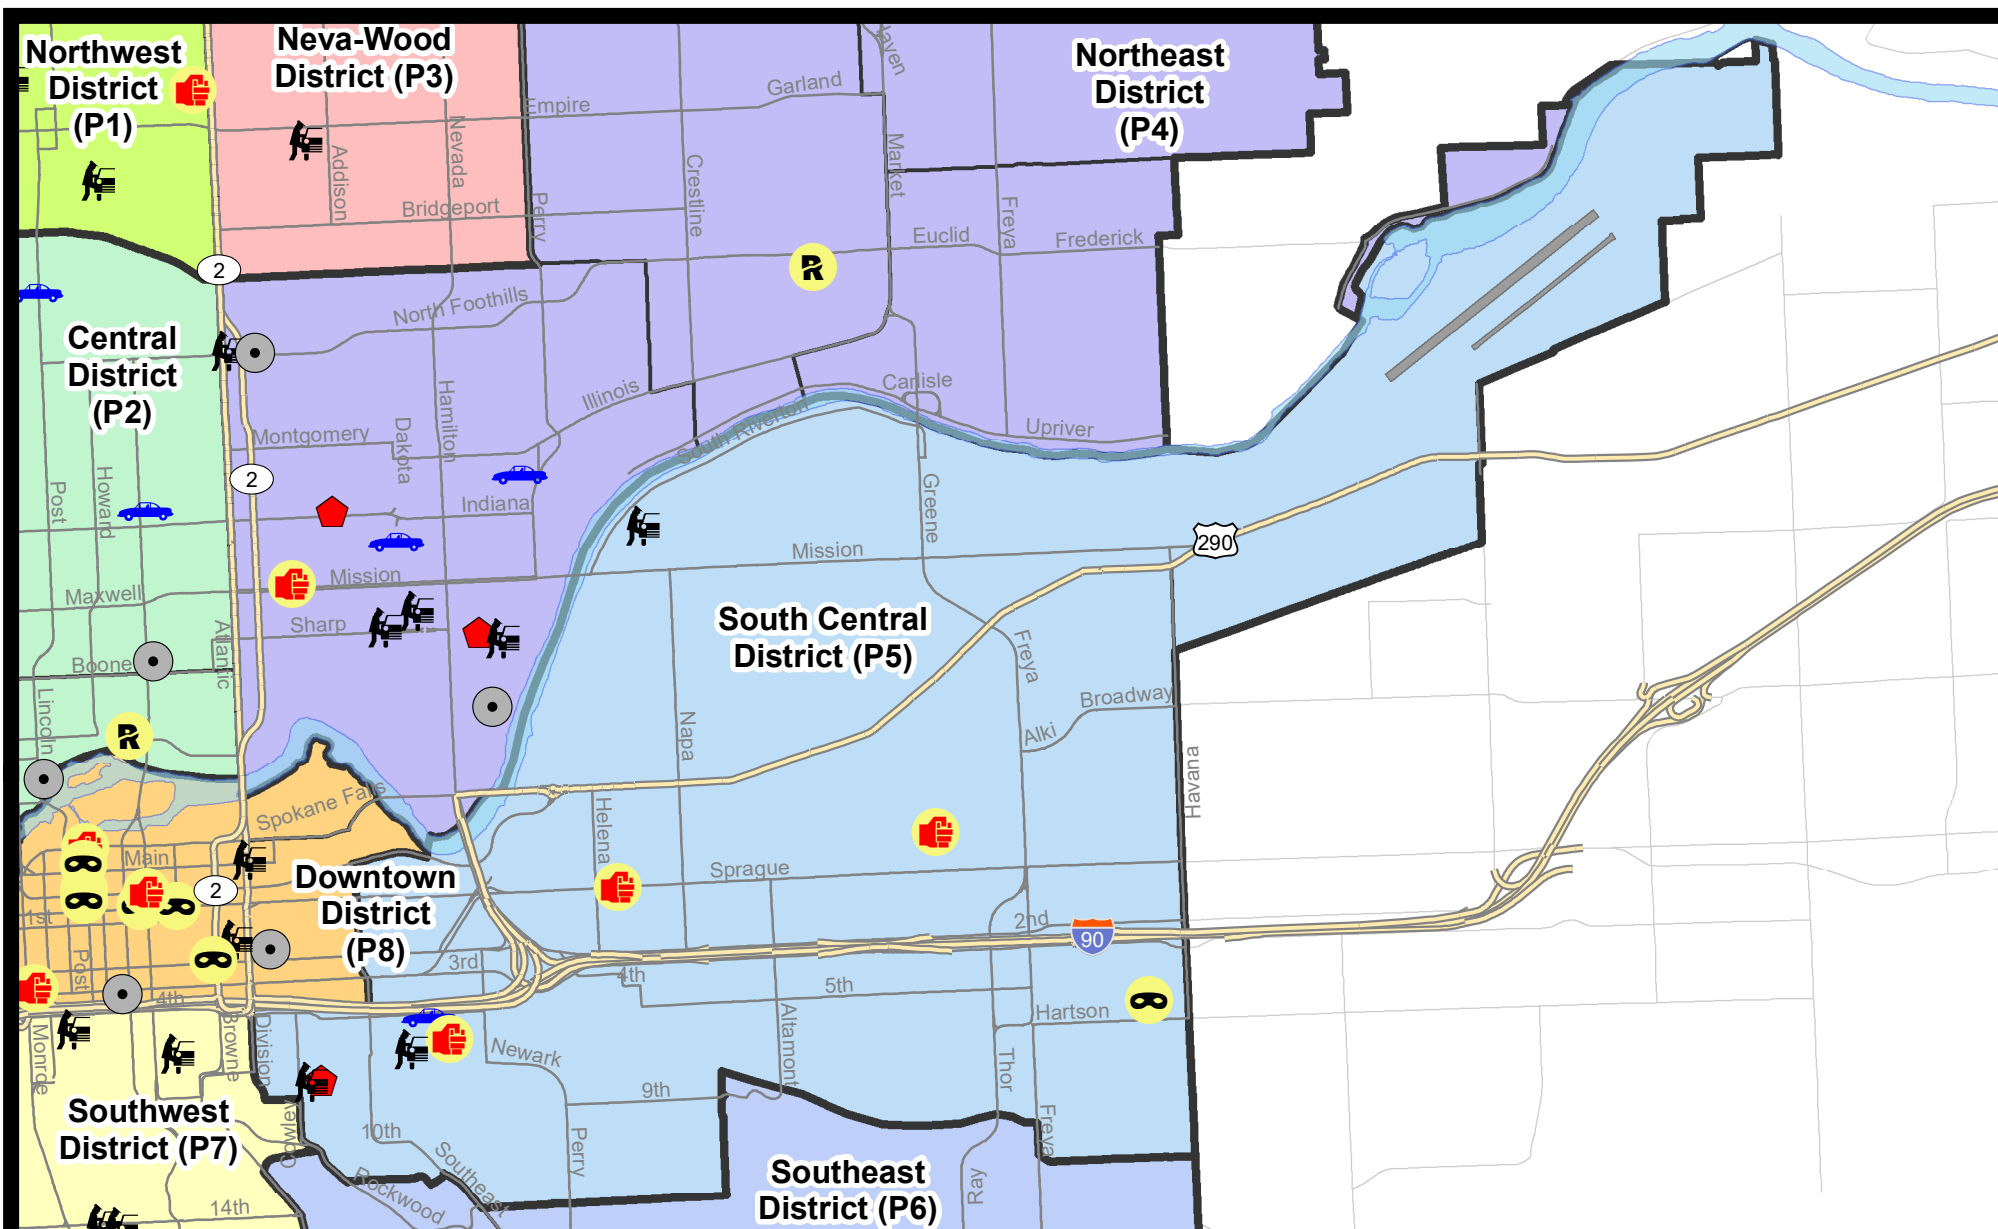 Northwest
District
(P1)
Neva-Wood
District (P3)
Northeast
District
(P4)
Garland
Empire
Market
Nevada
Addison
Crestline
Perry
Bridgeport
Freya
Euclid
Frederick
2
North Foothills
Central
District
(P2)
Hamilton
Illinois
Carlisle
South Riverton
Upriver
Montgomery
Dakota
2
Post
Howard
Indiana
Greene
Mission
290
Mission
Maxwell
Sharp
South Central
District (P5)
Atlantic
Boone
Freya
Broadway
Lincoln
Napa
Alki
Havana
Spokane Falls
Helena
Main
Sprague
Downtown
District
(P8)
2
1st
2nd
90
Post
3rd
4th
4th
5th
Altamont
Hartson
Monroe
Browne
Division
Newark
Thor
9th
Southwest
District (P7)
Freya
10th
Perry
Southeast
Rockwood
Southeast
District (P6)
Ray
14th